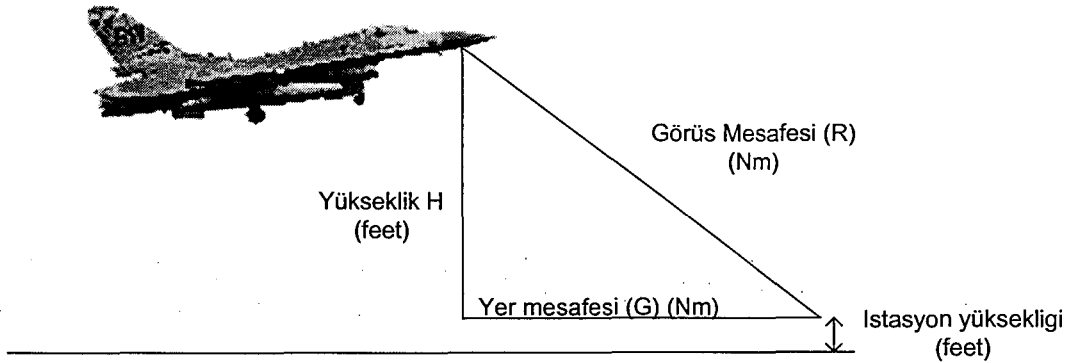 Görüs Mesafesi (R)
(Nm)
Yükseklik H
(feet)
Yer mesafesi (G) (Nm)
Istasyon yüksekligi
(feet)